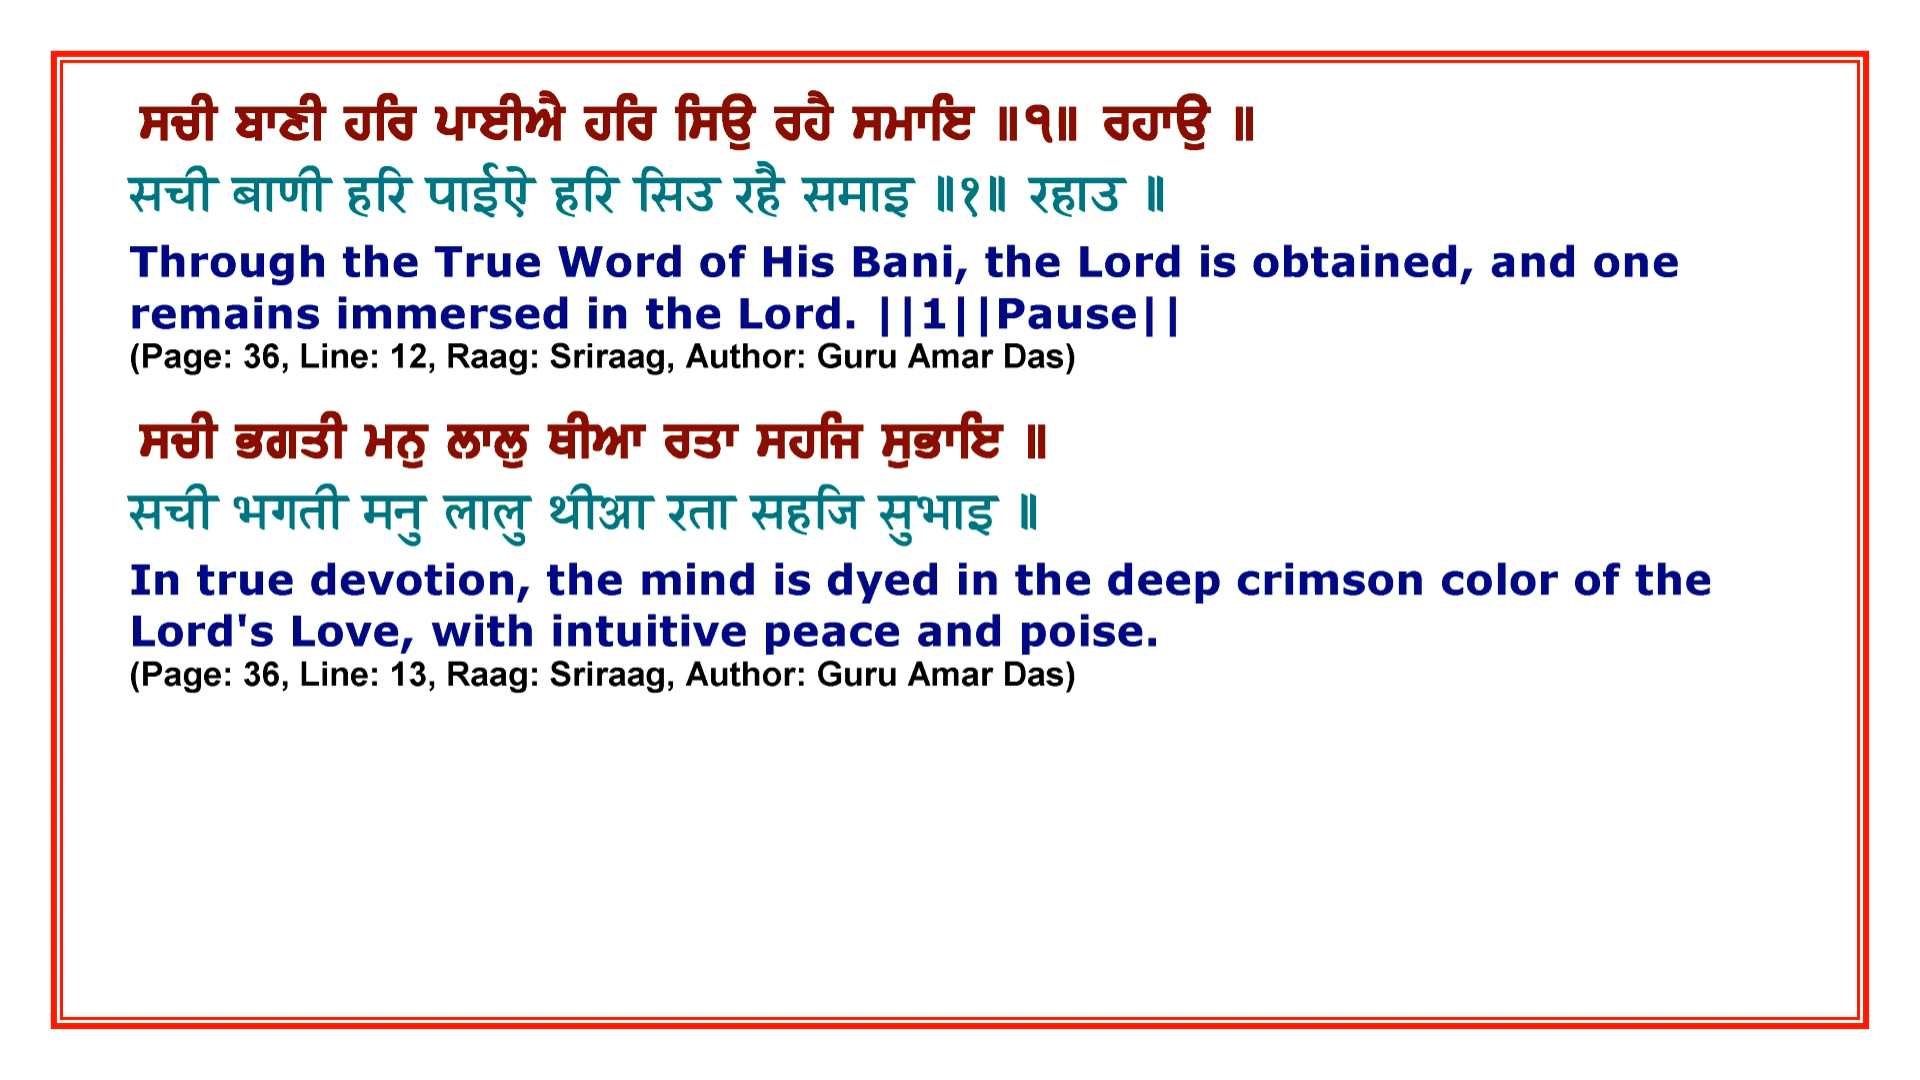 ਸਚੀ ਬਾਣੀ ਹਰਿ ਪਾਈਐ ਹਰਿ ਸਿਉ ਰਹੈ ਸਮਾਇ ॥੧॥ ਰਹਾਉ ॥
सची बाणी हरि पाईऐ हरि सिउ रहै समाइ ॥१॥ रहाउ ॥
Through the True Word of His Bani, the Lord is obtained, and one
remains immersed in the Lord. ||1||Pause||
(Page: 36, Line: 12, Raag: Sriraag, Author: Guru Amar Das)
ਸਚੀ ਭਗਤੀ ਮਨੁ ਲਾਲੁ ਥੀਆ ਰਤਾ ਸਹਜਿ ਸੁਭਾਇ ॥
सची भगती मनु लालु थीआ रता सहजि सुभाइ ॥
In true devotion, the mind is dyed in the deep crimson color of the
Lord's Love, with intuitive peace and poise.
(Page: 36, Line: 13, Raag: Sriraag, Author: Guru Amar Das)